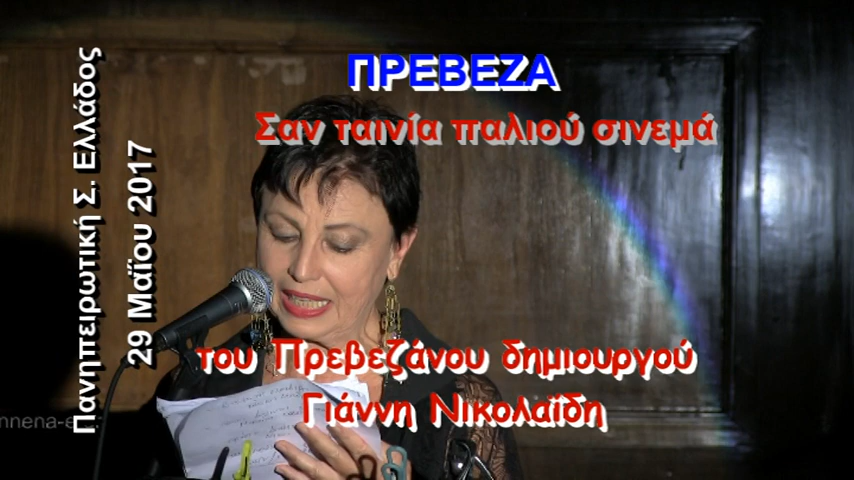 ΠΡΕΒΕΖΑ
Σαν ταινία παλιού σινεμά
Πανηπειρωτική Σ. Ελλάδος
29 Μαΐου 2017
του Πρεβεζάνου δημιουργού
Γιάννη Νικολαΐδη